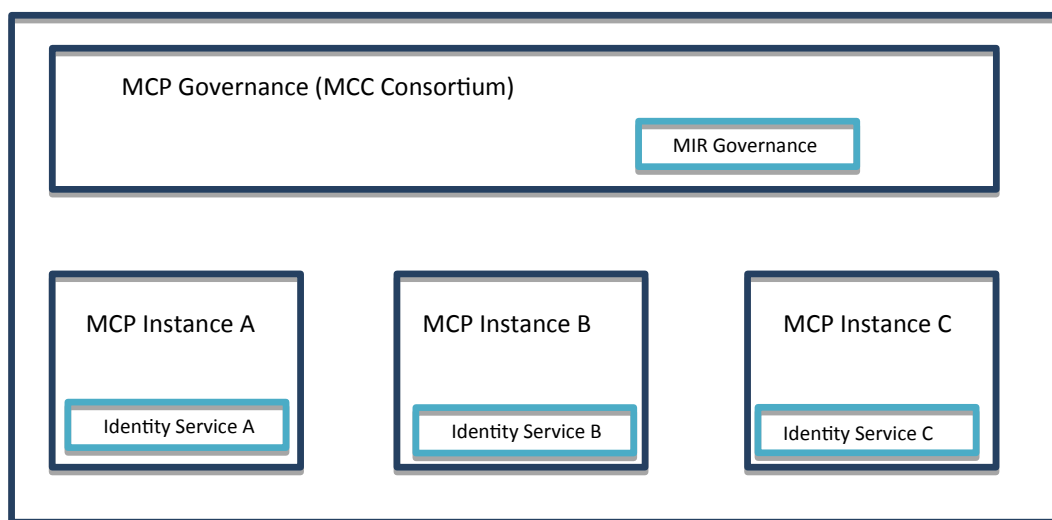 MCP Governance (MCC Consortium)
MIR Governance
MCP Instance A
MCP Instance B
MCP Instance C
Identity Service A
Identity Service B
Identity Service C